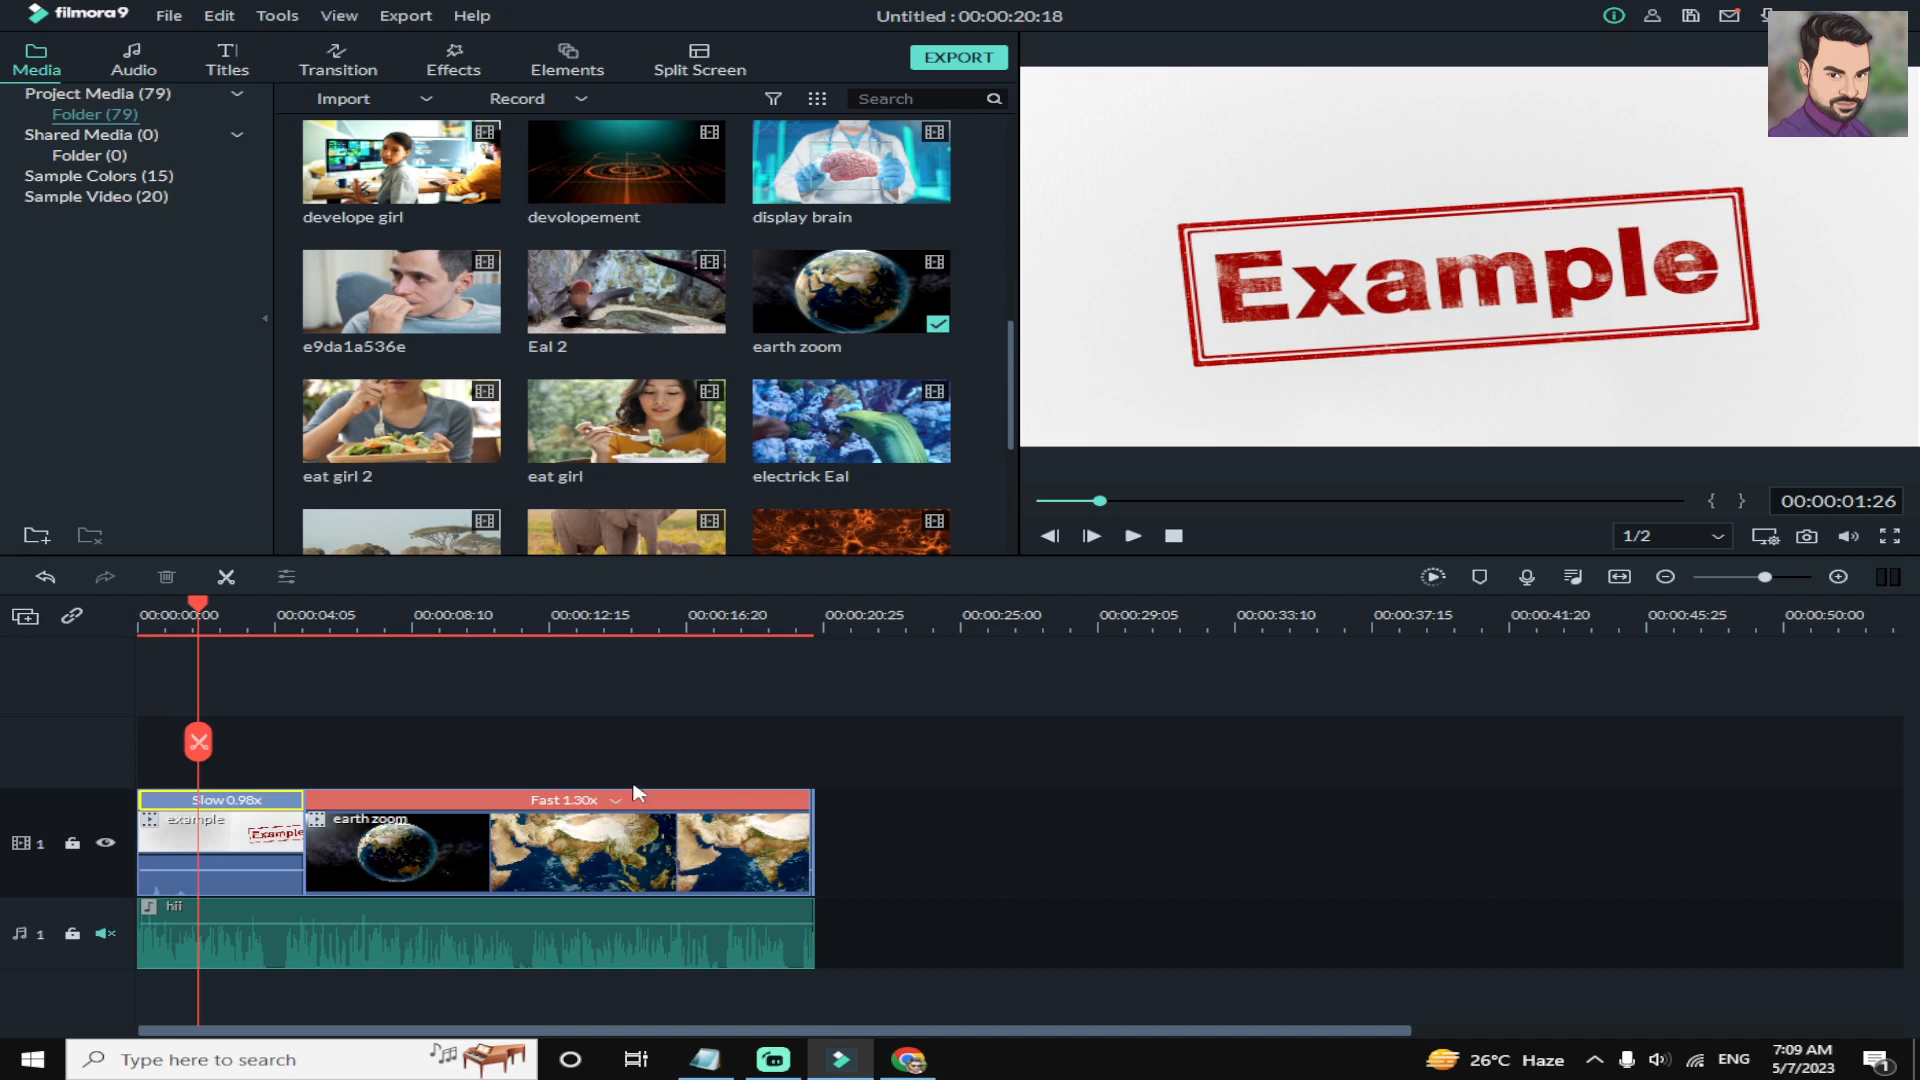 filmora9 File Edit Tools View Export Help Untitled : 00:00:20:18
Media Audio Titles Transition Effects Elements Split Screen EXPORT
Project Media (79) Import Record Search
Folder (79)
Shared Media (0)
Folder (0)
Sample Colors (15)
Sample Video (20)
develope girl devolopement display brain
e9da1a536e Eal 2 earth zoom
eat girl 2 eat girl electrick Eal
Example
{ } 00:00:01:26
1/2
00:00:00:00 00:00:04:05 00:00:08:10 00:00:12:15 00:00:16:20 00:00:20:25 00:00:25:00 00:00:29:05 00:00:33:10 00:00:37:15 00:00:41:20 00:00:45:25 00:00:50:00
Slow 0.98x Fast 1.30x
example earth zoom
Example
1
hii
1
Type here to search 26°C Haze ENG 7:09 AM
5/7/2023 1